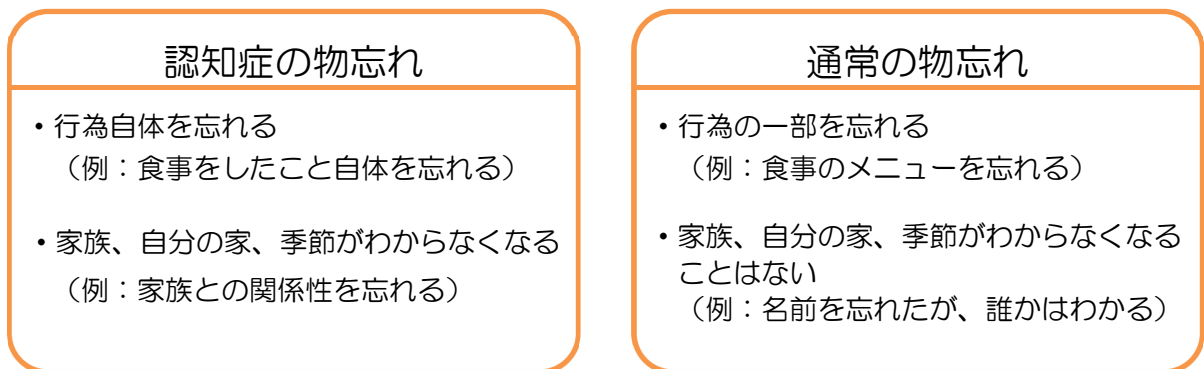 認知症の物忘れ
・行為自体を忘れる
（例：食事をしたこと自体を忘れる）
・家族、自分の家、季節がわからなくなる
（例：家族との関係性を忘れる）
通常の物忘れ
・行為の一部を忘れる
（例：食事のメニューを忘れる）
・家族、自分の家、季節がわからなくなる
ことはない
（例：名前を忘れたが、誰かはわかる）